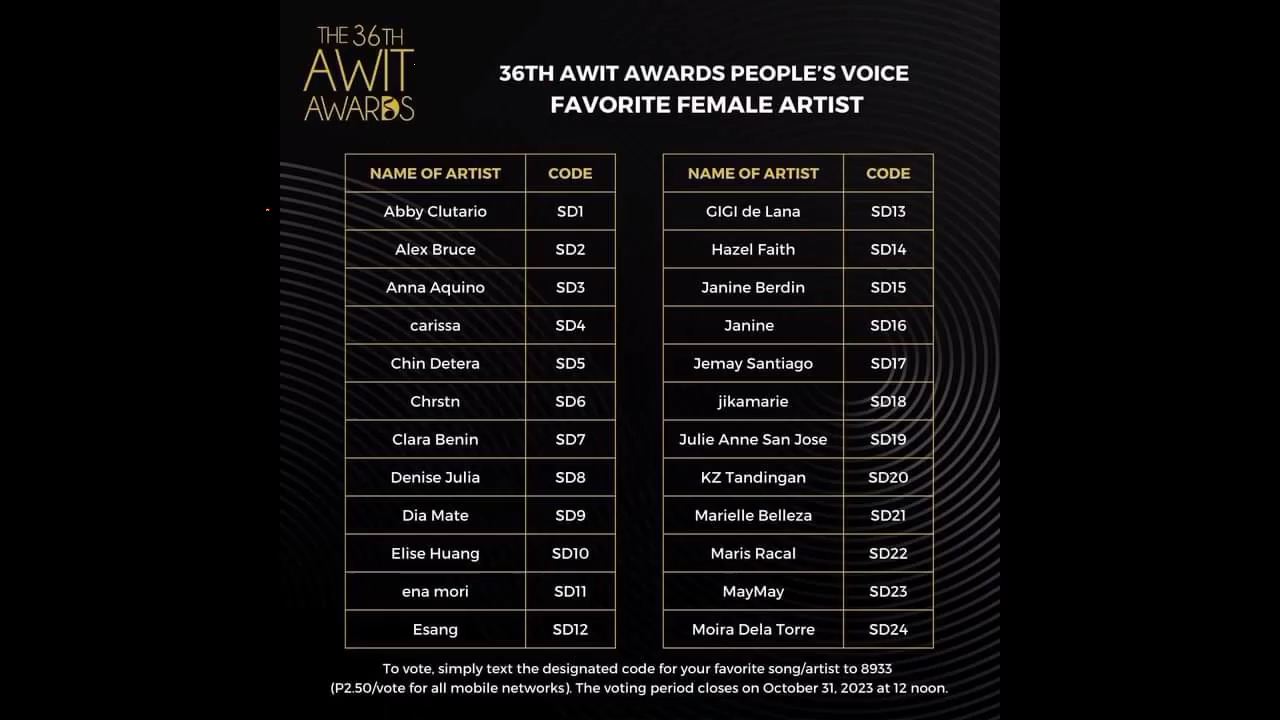 THE 36TH
AWIT
AWARDS
36TH AWIT AWARDS PEOPLE'S VOICE
FAVORITE FEMALE ARTIST
NAME OF ARTIST CODE
Abby Clutario SD1
Alex Bruce SD2
Anna Aquino SD3
carissa SD4
Chin Detera SD5
Chrstn SD6
Clara Benin SD7
Denise Julia SD8
Dia Mate SD9
Elise Huang SD10
ena mori SD11
Esang SD12
NAME OF ARTIST CODE
GIGI de Lana SD13
Hazel Faith SD14
Janine Berdin SD15
Janine SD16
Jemay Santiago SD17
jikamarie SD18
Julie Anne San Jose SD19
KZ Tandingan SD20
Marielle Belleza SD21
Maris Racal SD22
MayMay SD23
Moira Dela Torre SD24
To vote, simply text the designated code for your favorite song/artist to 8933
(P2.50/vote for all mobile networks). The voting period closes on October 31, 2023 at 12 noon.